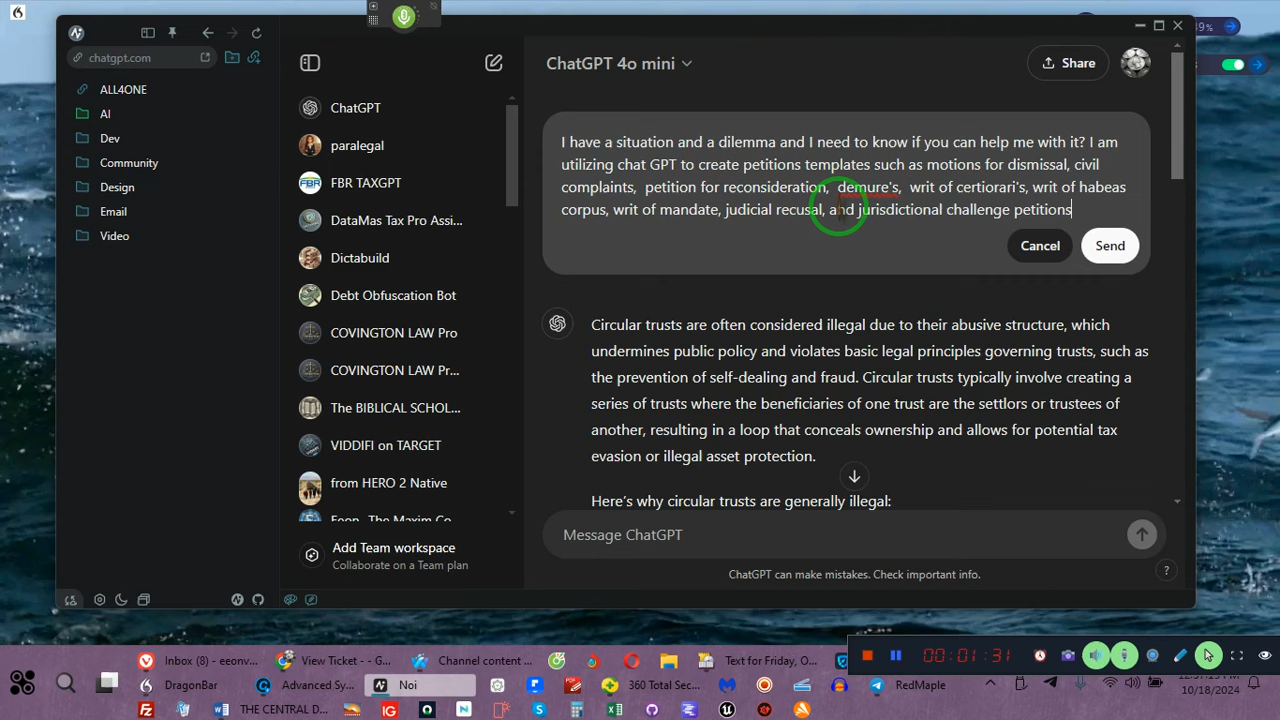 39%
chatgpt.com
ALL4ONE
AI
Dev
Community
Design
Email
Video
ChatGPT
paralegal
FBR TAXGPT
DataMas Tax Pro Assi...
Dictabuild
Debt Obfuscation Bot
COVINGTON LAW Pro
COVINGTON LAW Pr...
The BIBLICAL SCHOL...
VIDDIFI on TARGET
from HERO 2 Native
Eeon- The Maxim Co
Add Team workspace
Collaborate on a Team plan
ChatGPT 4o mini
Share
I have a situation and a dilemma and I need to know if you can help me with it? I am
utilizing chat GPT to create petitions templates such as motions for dismissal, civil
complaints, petition for reconsideration, demure's, writ of certiorari's, writ of habeas
corpus, writ of mandate, judicial recusal, and jurisdictional challenge petitions
Cancel
Send
Circular trusts are often considered illegal due to their abusive structure, which
undermines public policy and violates basic legal principles governing trusts, such as
the prevention of self-dealing and fraud. Circular trusts typically involve creating a
series of trusts where the beneficiaries of one trust are the settlors or trustees of
another, resulting in a loop that conceals ownership and allows for potential tax
evasion or illegal asset protection.
Here's why circular trusts are generally illegal:
Message ChatGPT
ChatGPT can make mistakes. Check important info.
?
00:01:31
Inbox (8) - eeonv...
View Ticket - - G...
Channel content ...
Text for Friday, O...
DragonBar
Advanced Sy...
Noi
360 Total Sec...
RedMaple
THE CENTRAL D...
10/18/2024